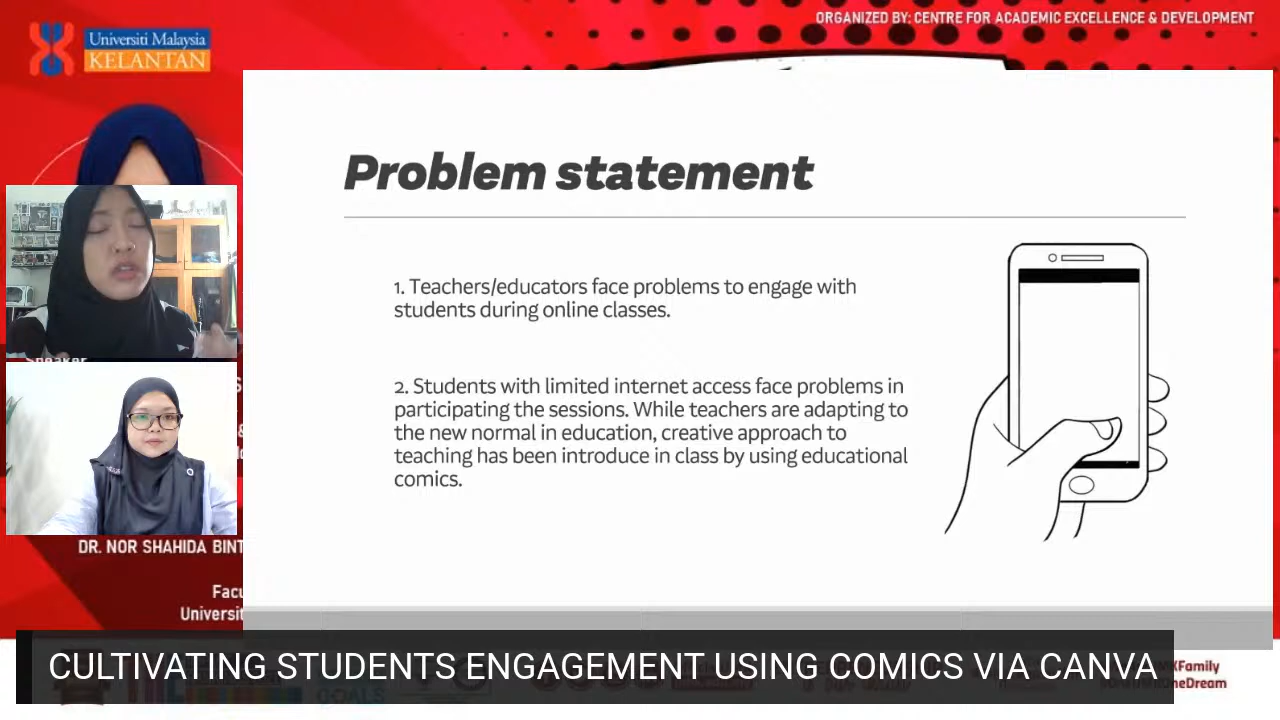 ORGANIZED BY: CENTRE FOR ACADEMIC EXCELLENCE & DEVELOPMENT
Universiti Malaysia
KELANTAN
Problem statement
1. Teachers/educators face problems to engage with
students during online classes.
2. Students with limited internet access face problems in
participating the sessions. While teachers are adapting to
the new normal in education, creative approach to
teaching has been introduce in class by using educational
comics.
Speaker
DR. NOR SHAHIDA BINT
Facu
Universit
CULTIVATING STUDENTS ENGAGEMENT USING COMICS VIA CANVA
GOALS